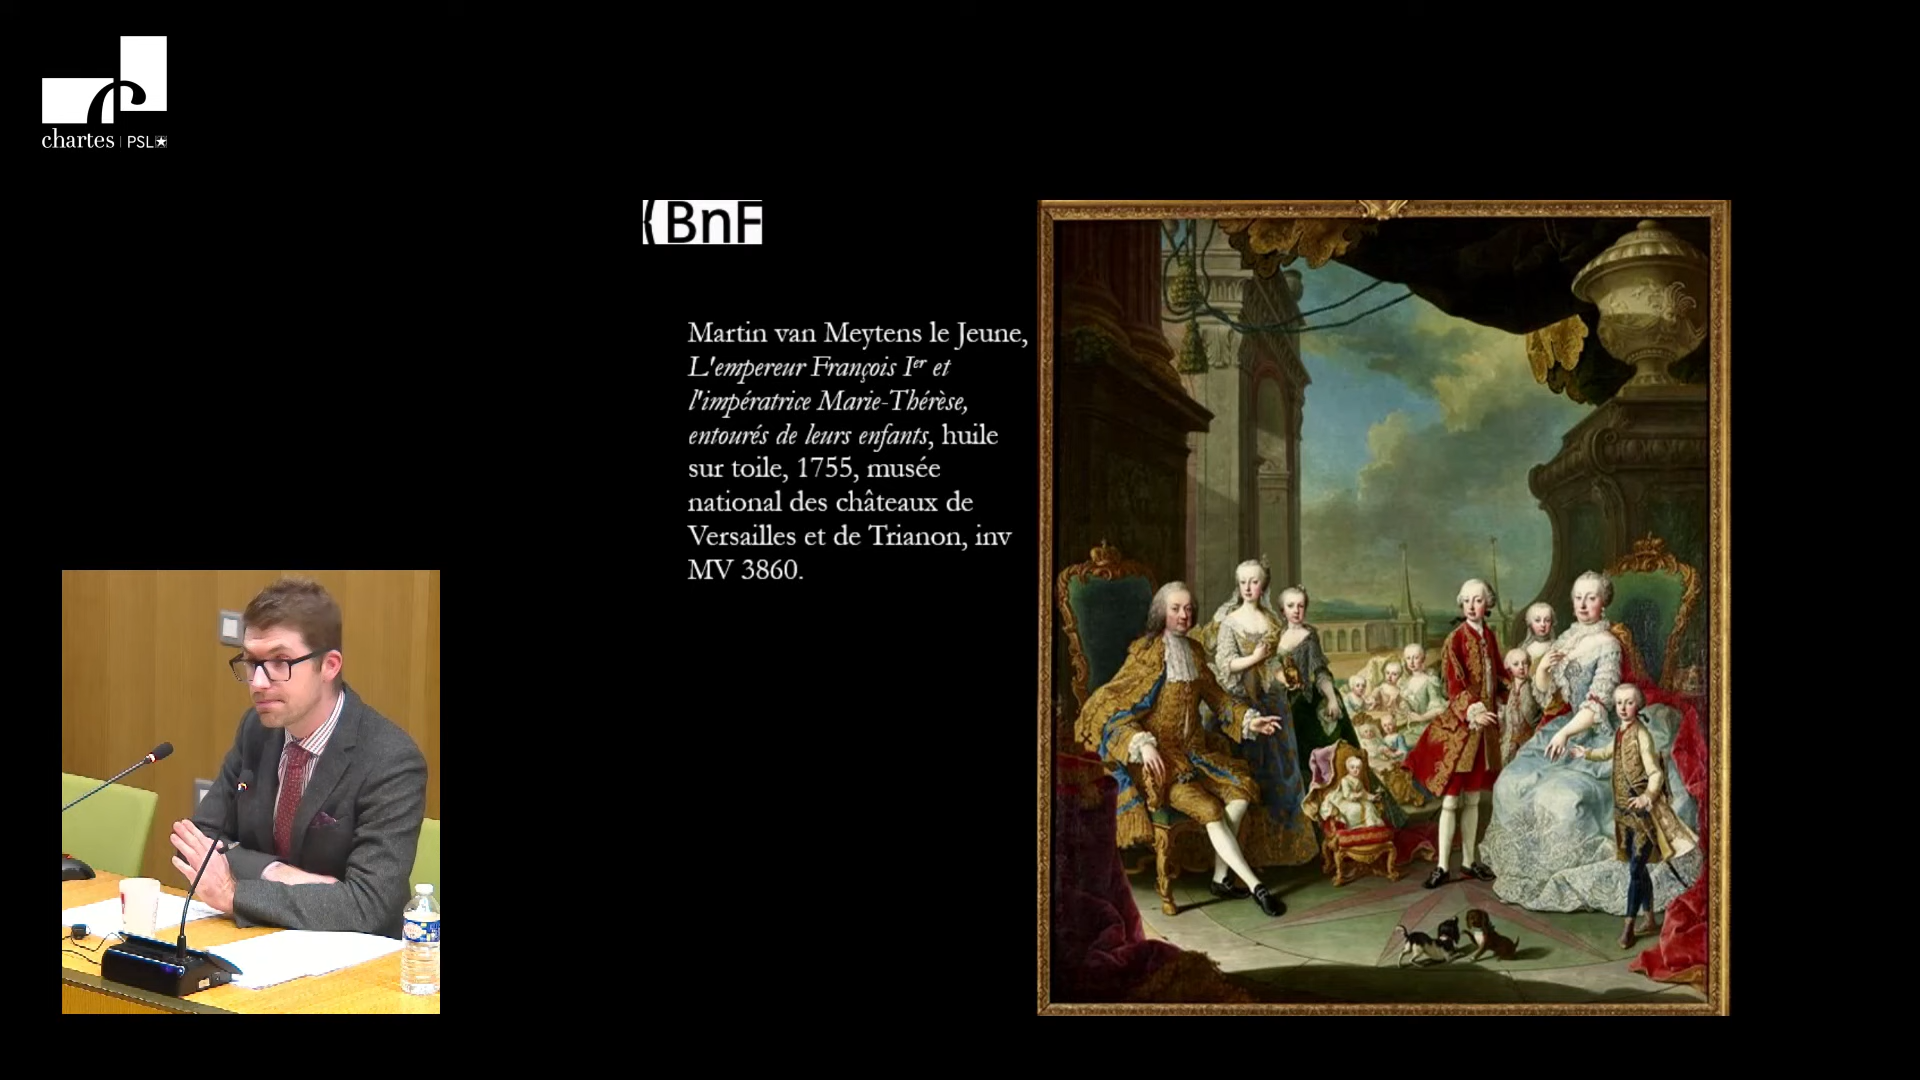 chartes | PSL★
BnF
Martin van Meytens le Jeune,
L'empereur François Ier et
l'impératrice Marie-Thérèse,
entourés de leurs enfants, huile
sur toile, 1755, musée
national des châteaux de
Versailles et de Trianon, inv
MV 3860.